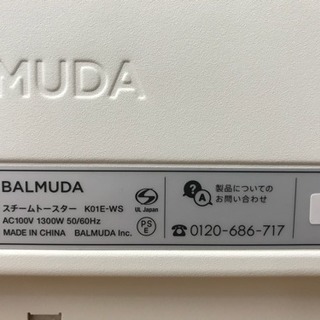 MUDA
BALMUDA
スチームトースター K01E-WS
AC100V 1300W 50/60Hz
MADE IN CHINA BALMUDA Inc.
S
UL Japan
PS
E
?
A
製品についての
お問い合わせ
☎0120-686-717